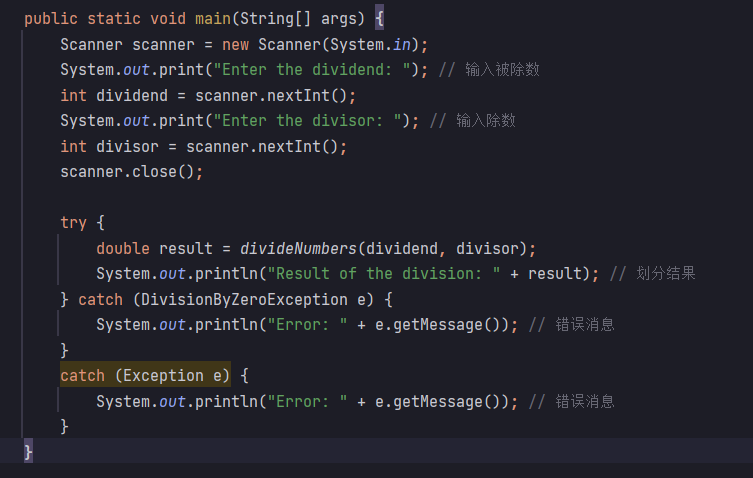 public static void main(String[] args) {
Scanner scanner = new Scanner(System.in);
System.out.print("Enter the dividend: "); // 输入被除数
int dividend = scanner.nextInt();
System.out.print("Enter the divisor: "); // 输入除数
int divisor = scanner.nextInt();
scanner.close();
try {
double result = divideNumbers(dividend, divisor);
System.out.println("Result of the division: " + result); // 划分结果
} catch (DivisionByZeroException e) {
System.out.println("Error: " + e.getMessage()); // 错误消息
}
catch (Exception e) {
System.out.println("Error: " + e.getMessage()); // 错误消息
}
}